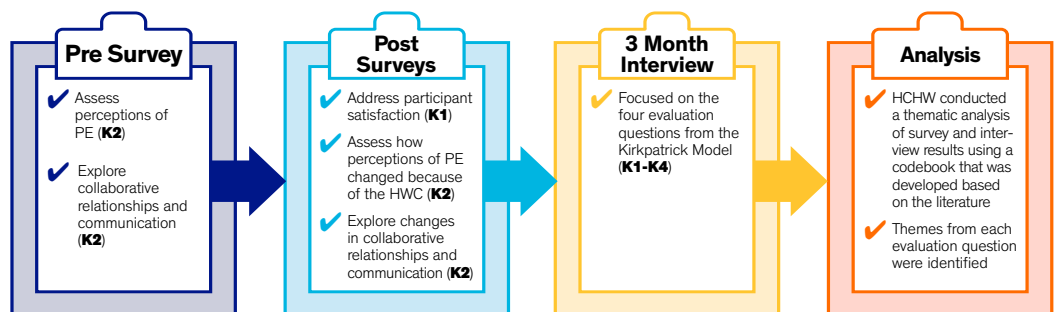 Pre Survey
Assess
perceptions of
PE (K2)
Explore
collaborative
relationships and
communication
(K2)
Post
Surveys
Address participant
satisfaction (K1)
Assess how
perceptions of PE
changed because
of the HWC (K2)
Explore changes
in collaborative
relationships and
communication (K2)
3 Month
Interview
Focused on the
four evaluation
questions from the
Kirkpatrick Model
(K1-K4)
Analysis
HCHW conducted
a thematic analysis
of survey and inter-
view results using a
codebook that was
developed based
on the literature
Themes from each
evaluation question
were identified